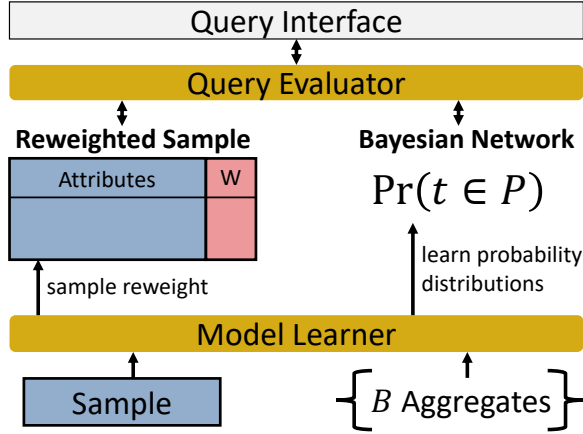 Query Interface
Query Evaluator
Reweighted Sample
Bayesian Network
Attributes
W
Pr(t ∈ P)
sample reweight
learn probability
distributions
Model Learner
Sample
{ B Aggregates }